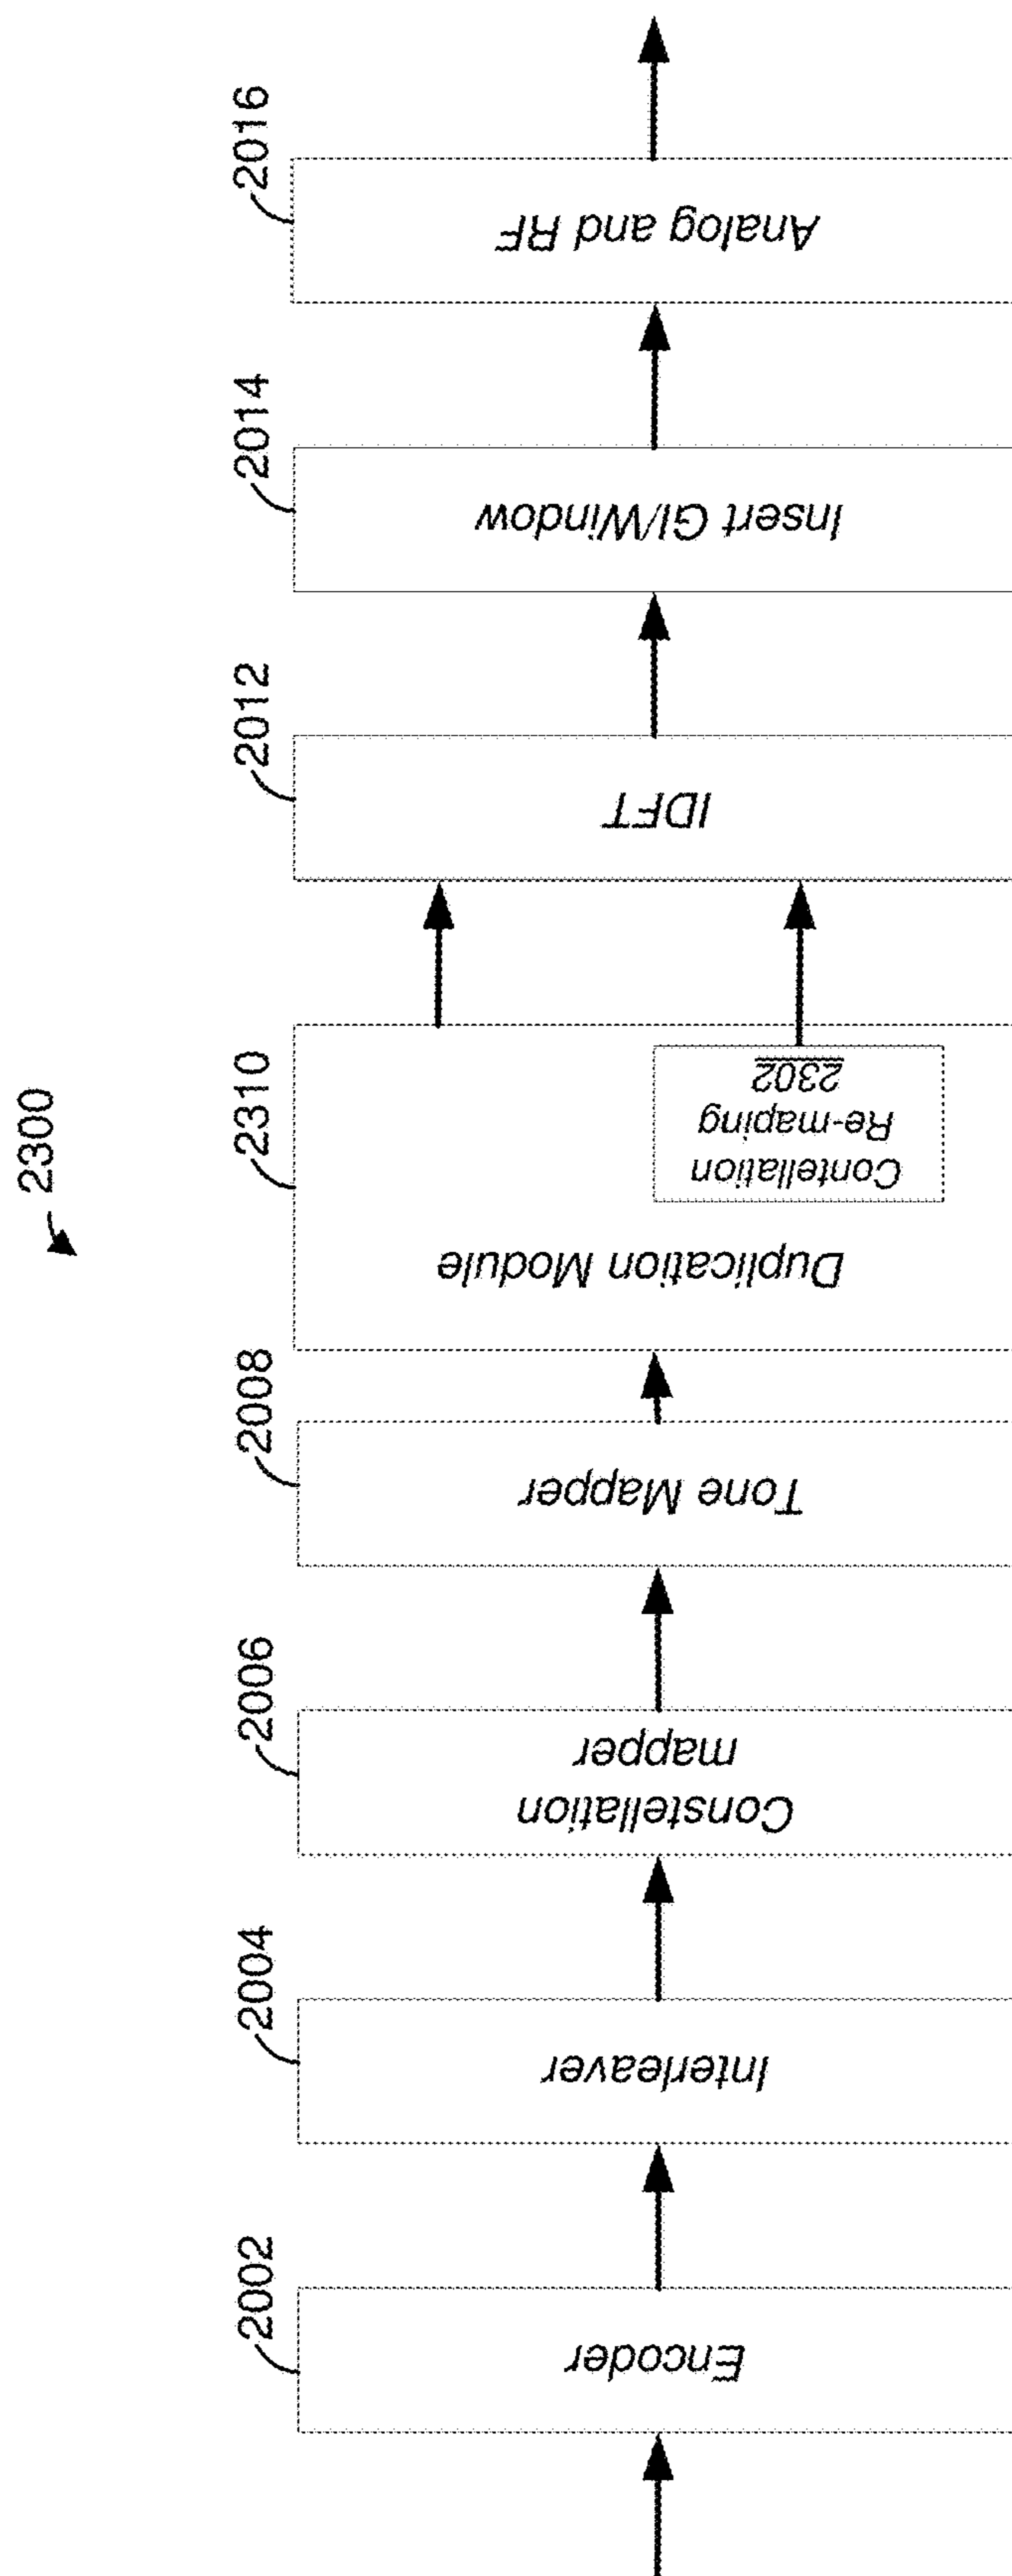 2300
2002
Encoder
2004
Interleaver
2006
Constellation
mapper
2008
Tone Mapper
2310
Duplication Module
Contellation
Re-maping
2302
2012
IDFT
2014
Insert GI/Window
2016
Analog and RF